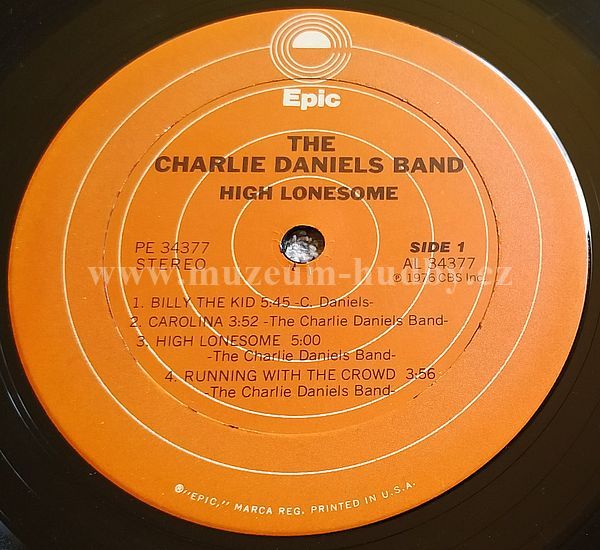 Epic
THE
CHARLIE DANIELS BAND
HIGH LONESOME
PE 34377
STEREO
SIDE 1
AL 34377
℗ 1976 CBS Inc.
www.muzeum-hudby.cz
1. BILLY THE KID 5:45 -C. Daniels-
2. CAROLINA 3:52 -The Charlie Daniels Band-
3. HIGH LONESOME 5:00
-The Charlie Daniels Band-
4. RUNNING WITH THE CROWD 3:56
-The Charlie Daniels Band-
®"EPIC," MARCA REG. PRINTED IN U.S.A.